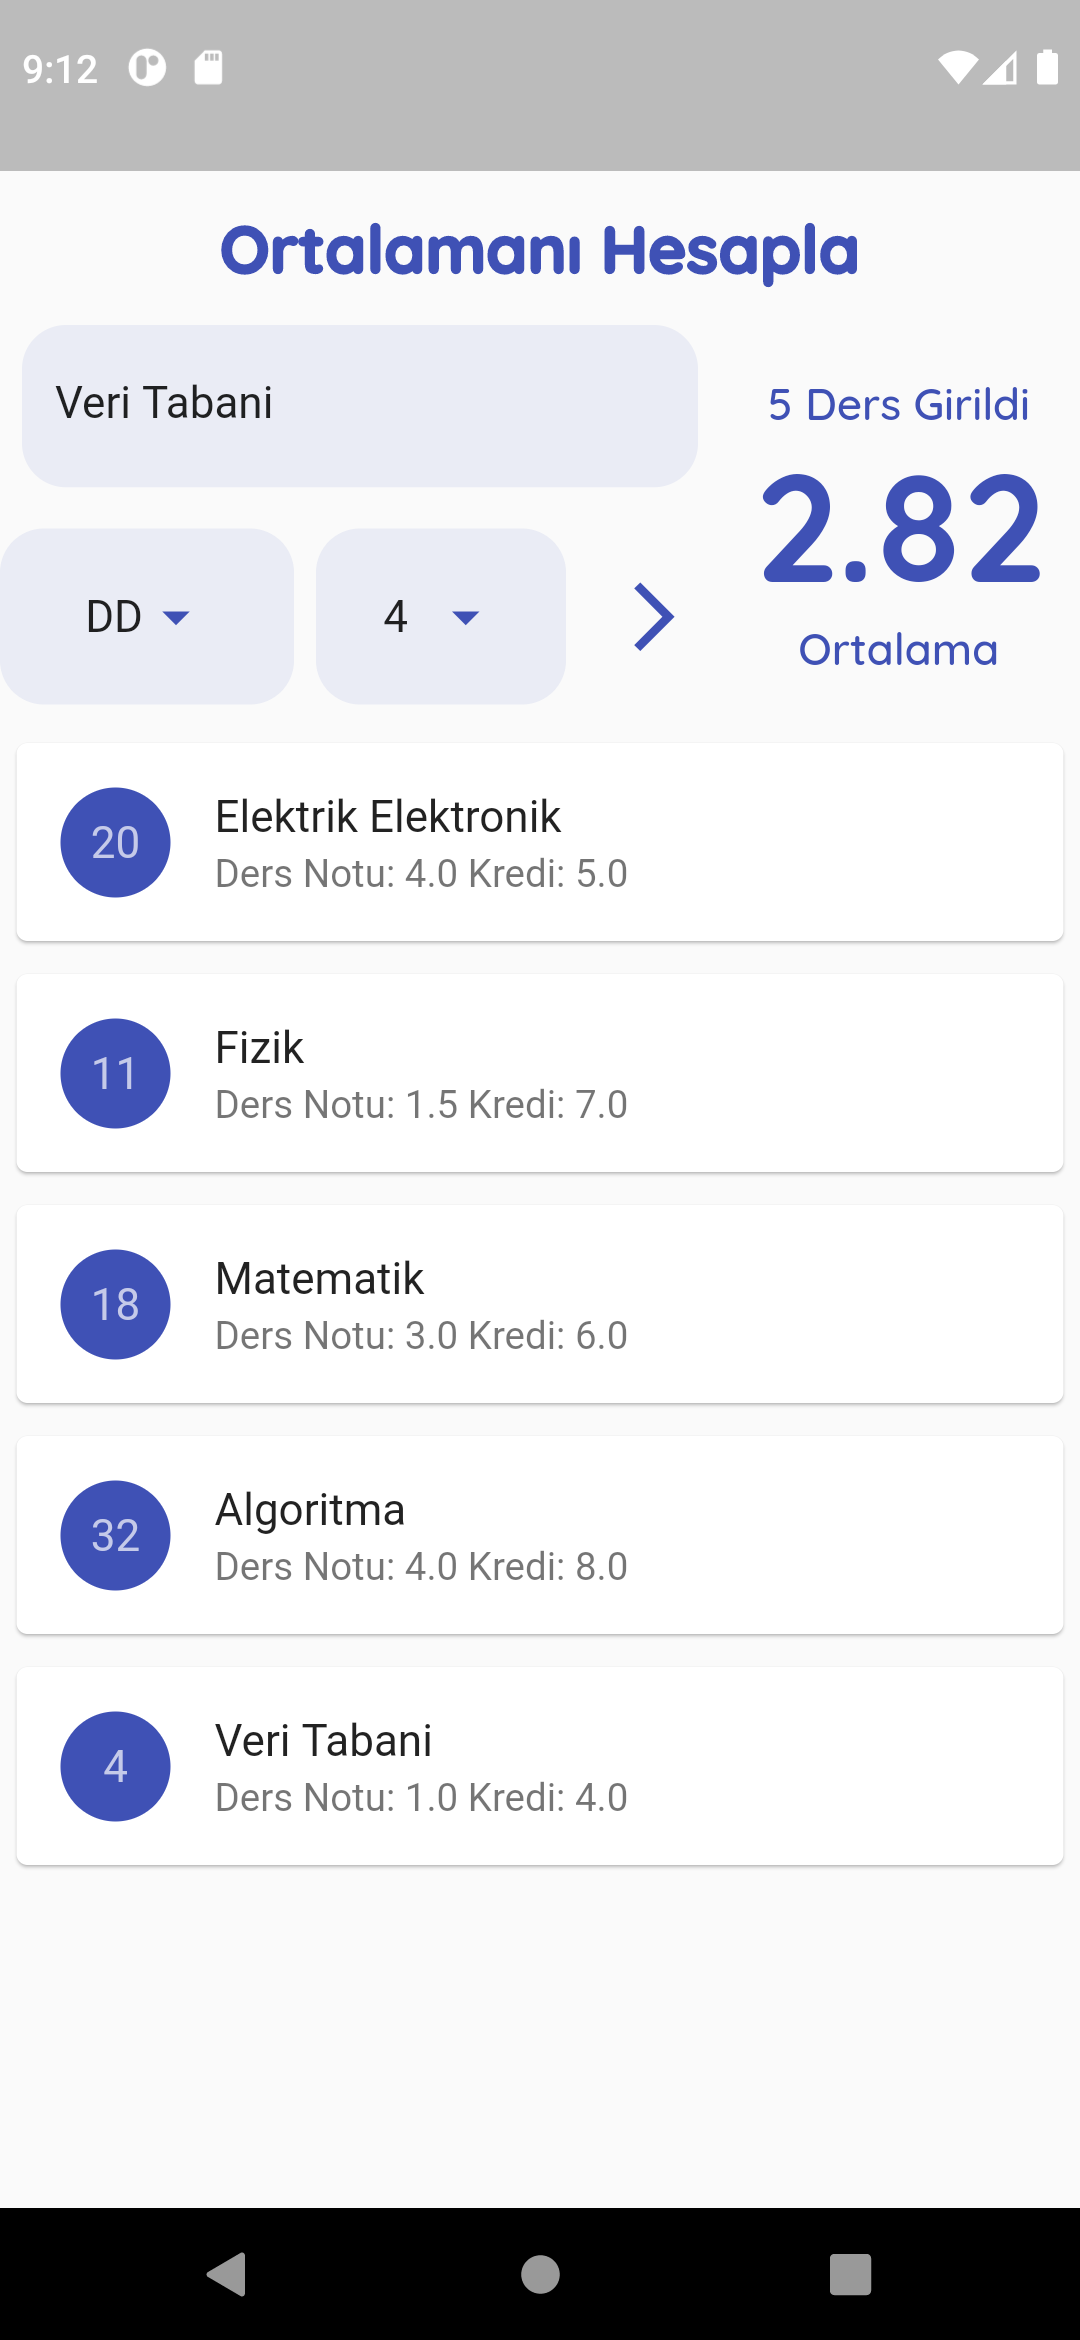 9:12
Ortalamanı Hesapla
Veri Tabani
5 Ders Girildi
2.82
Ortalama
DD
4
20
Elektrik Elektronik
Ders Notu: 4.0 Kredi: 5.0
11
Fizik
Ders Notu: 1.5 Kredi: 7.0
18
Matematik
Ders Notu: 3.0 Kredi: 6.0
32
Algoritma
Ders Notu: 4.0 Kredi: 8.0
4
Veri Tabani
Ders Notu: 1.0 Kredi: 4.0